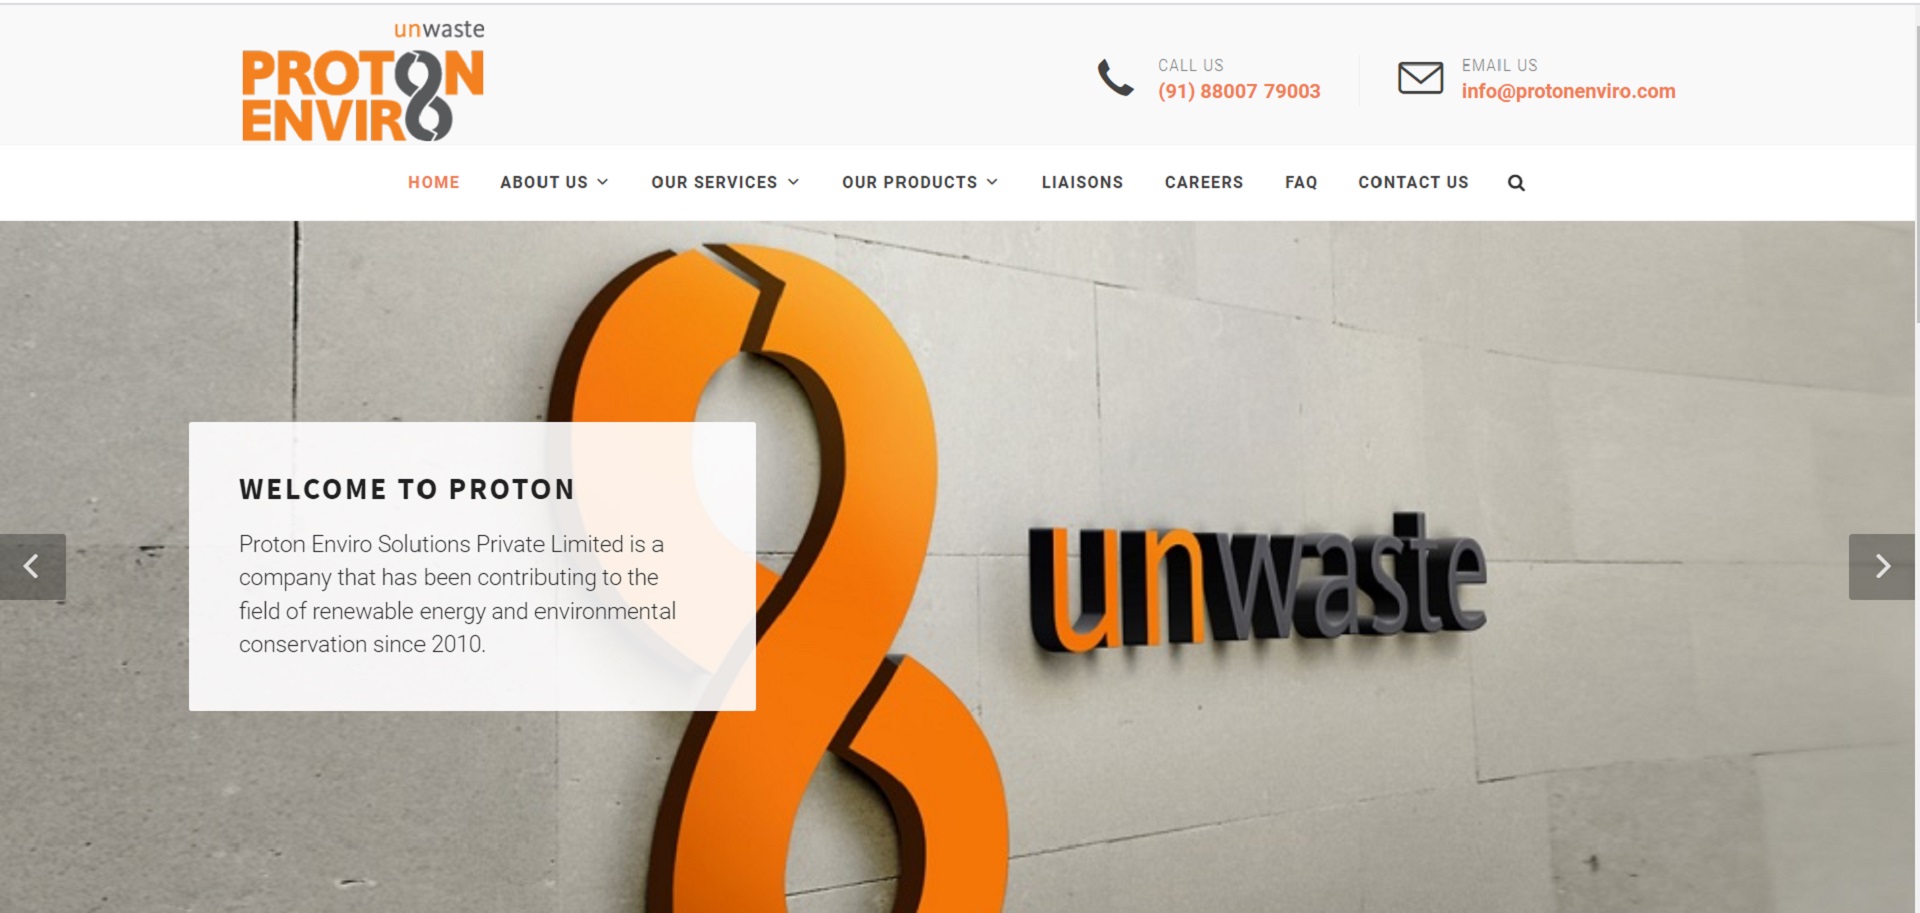 unwaste
PROTON
ENVIRO
CALL US
(91) 88007 79003
EMAIL US
info@protonenviro.com
HOME
ABOUT US
OUR SERVICES
OUR PRODUCTS
LIAISONS
CAREERS
FAQ
CONTACT US
WELCOME TO PROTON
Proton Enviro Solutions Private Limited is a
company that has been contributing to the
field of renewable energy and environmental
conservation since 2010.
unwaste